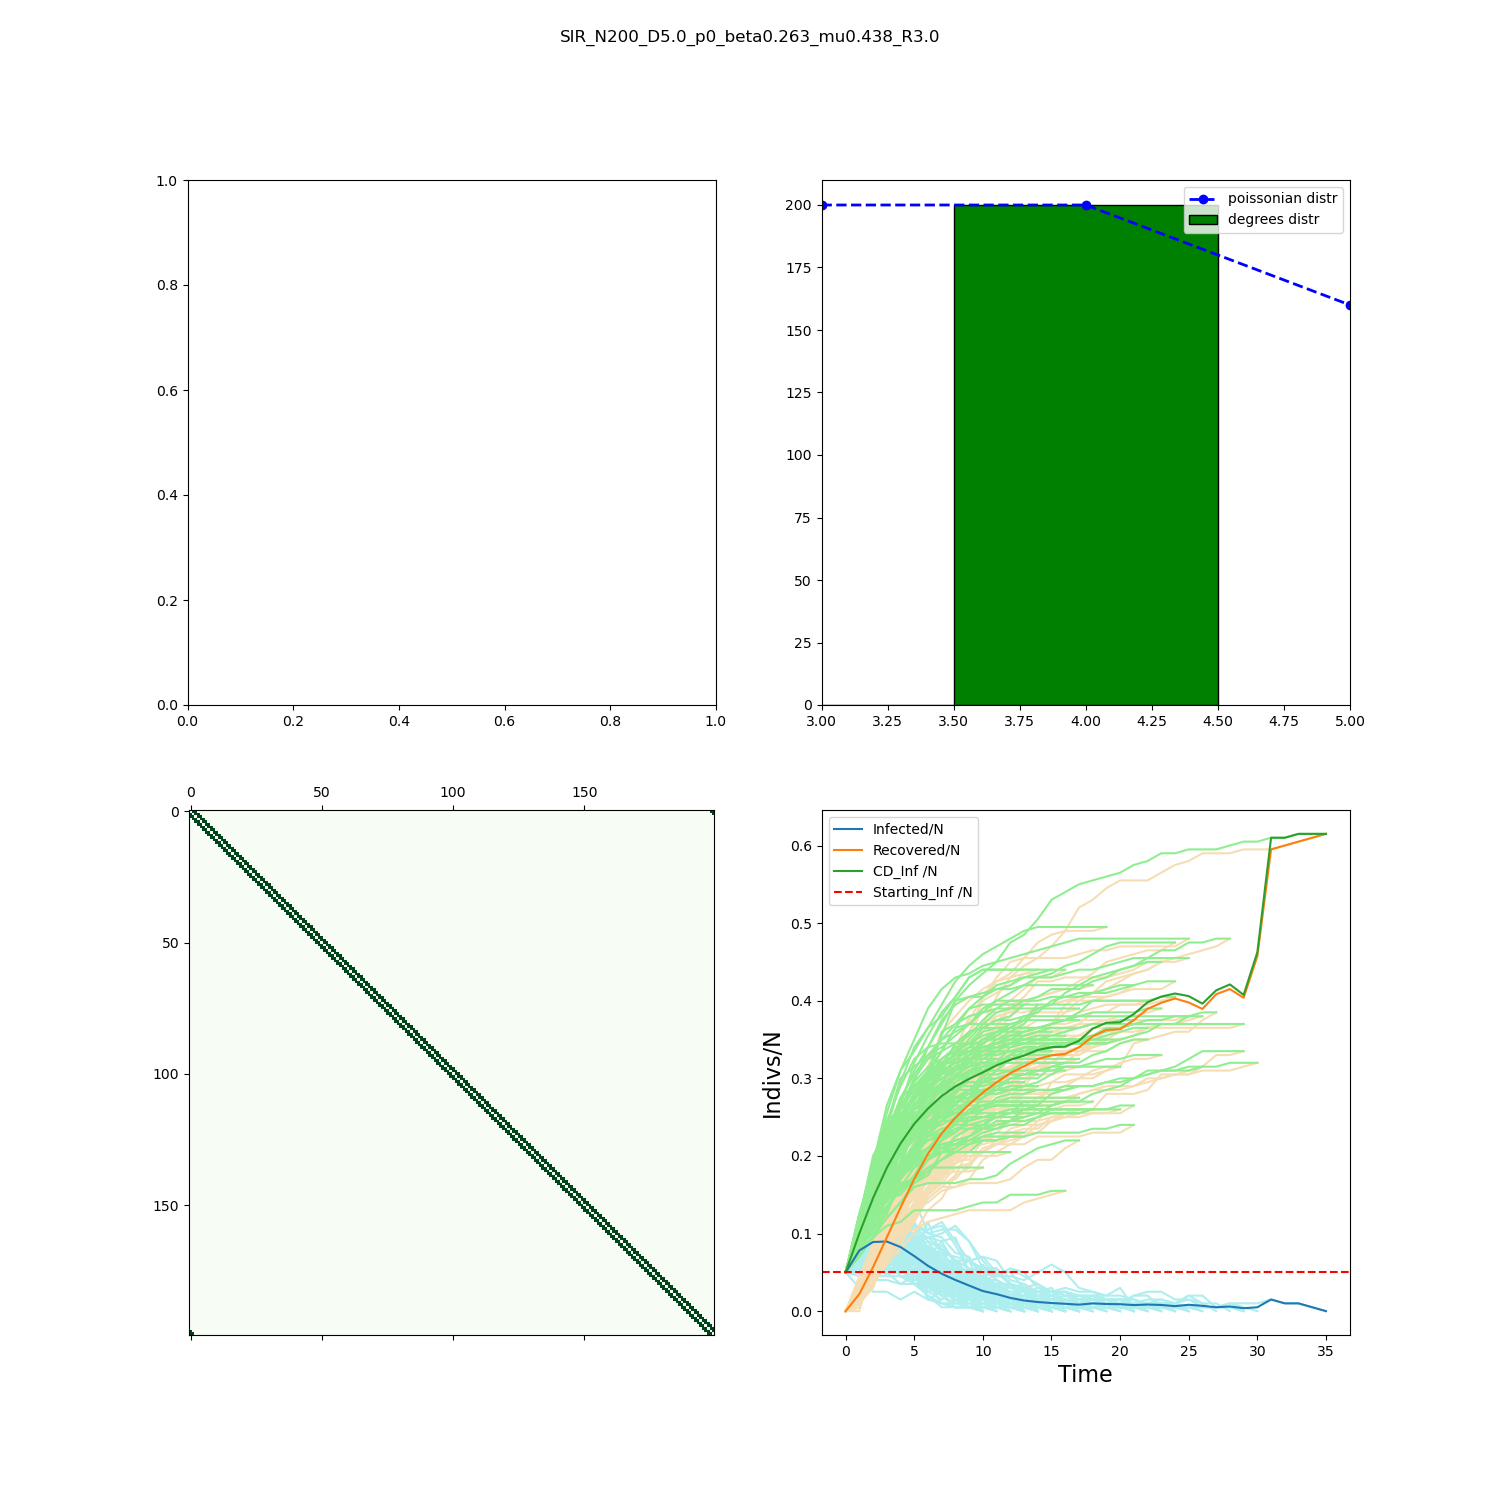 SIR_N200_D5.0_p0_beta0.263_mu0.438_R3.0
1.0
0.8
0.6
0.4
0.2
0.0
0.0 0.2 0.4 0.6 0.8 1.0
200
175
150
125
100
75
50
25
0
3.00 3.25 3.50 3.75 4.00 4.25 4.50 4.75 5.00
poissonian distr
degrees distr
0 50 100 150
0
50
100
150
Infected/N
Recovered/N
CD_Inf /N
Starting_Inf /N
Indivs/N
0.6
0.5
0.4
0.3
0.2
0.1
0.0
0 5 10 15 20 25 30 35
Time